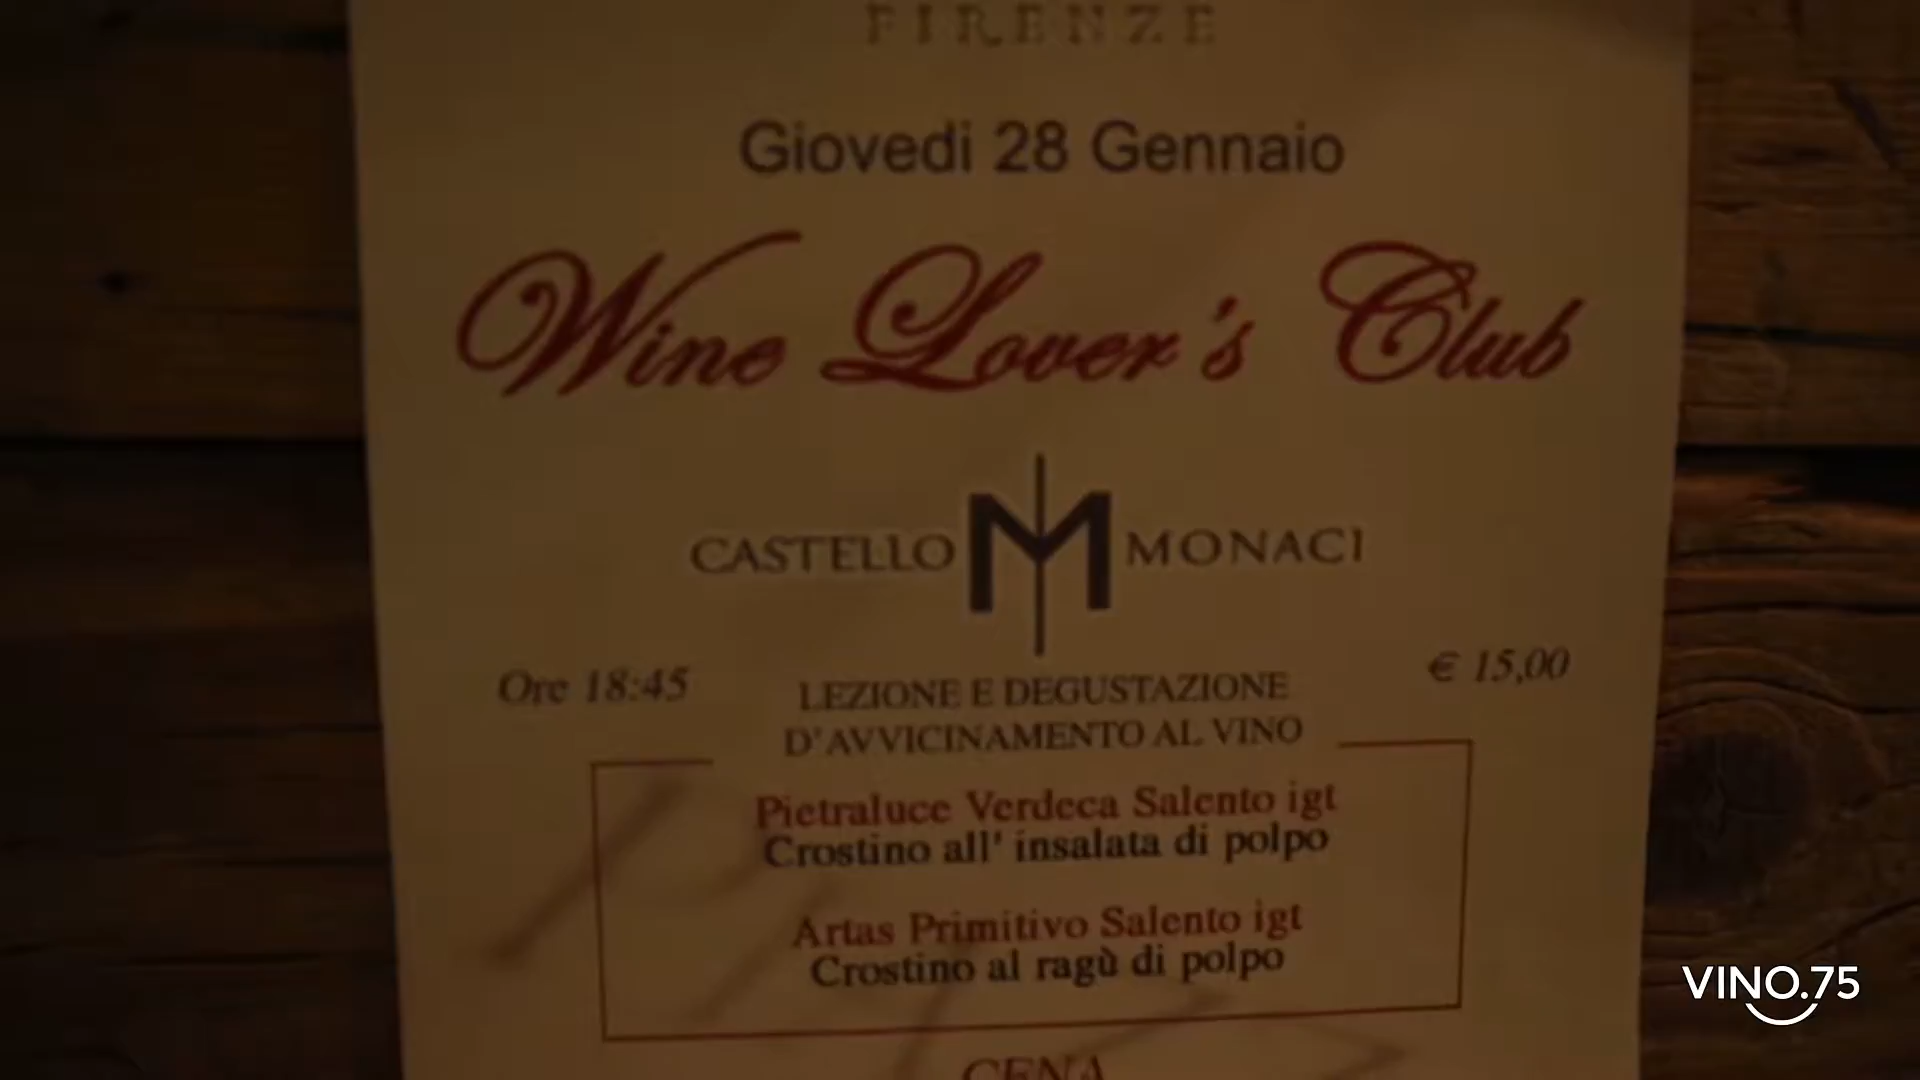 FIRENZE
Giovedi 28 Gennaio
Wine Lover's Club
CASTELLO M MONACI
Ore 18:45
€ 15,00
LEZIONE E DEGUSTAZIONE
D'AVVICINAMENTO AL VINO
Pietraluce Verdeca Salento igt
Crostino all' insalata di polpo
Artas Primitivo Salento igt
Crostino al ragù di polpo
CENA
VINO.75